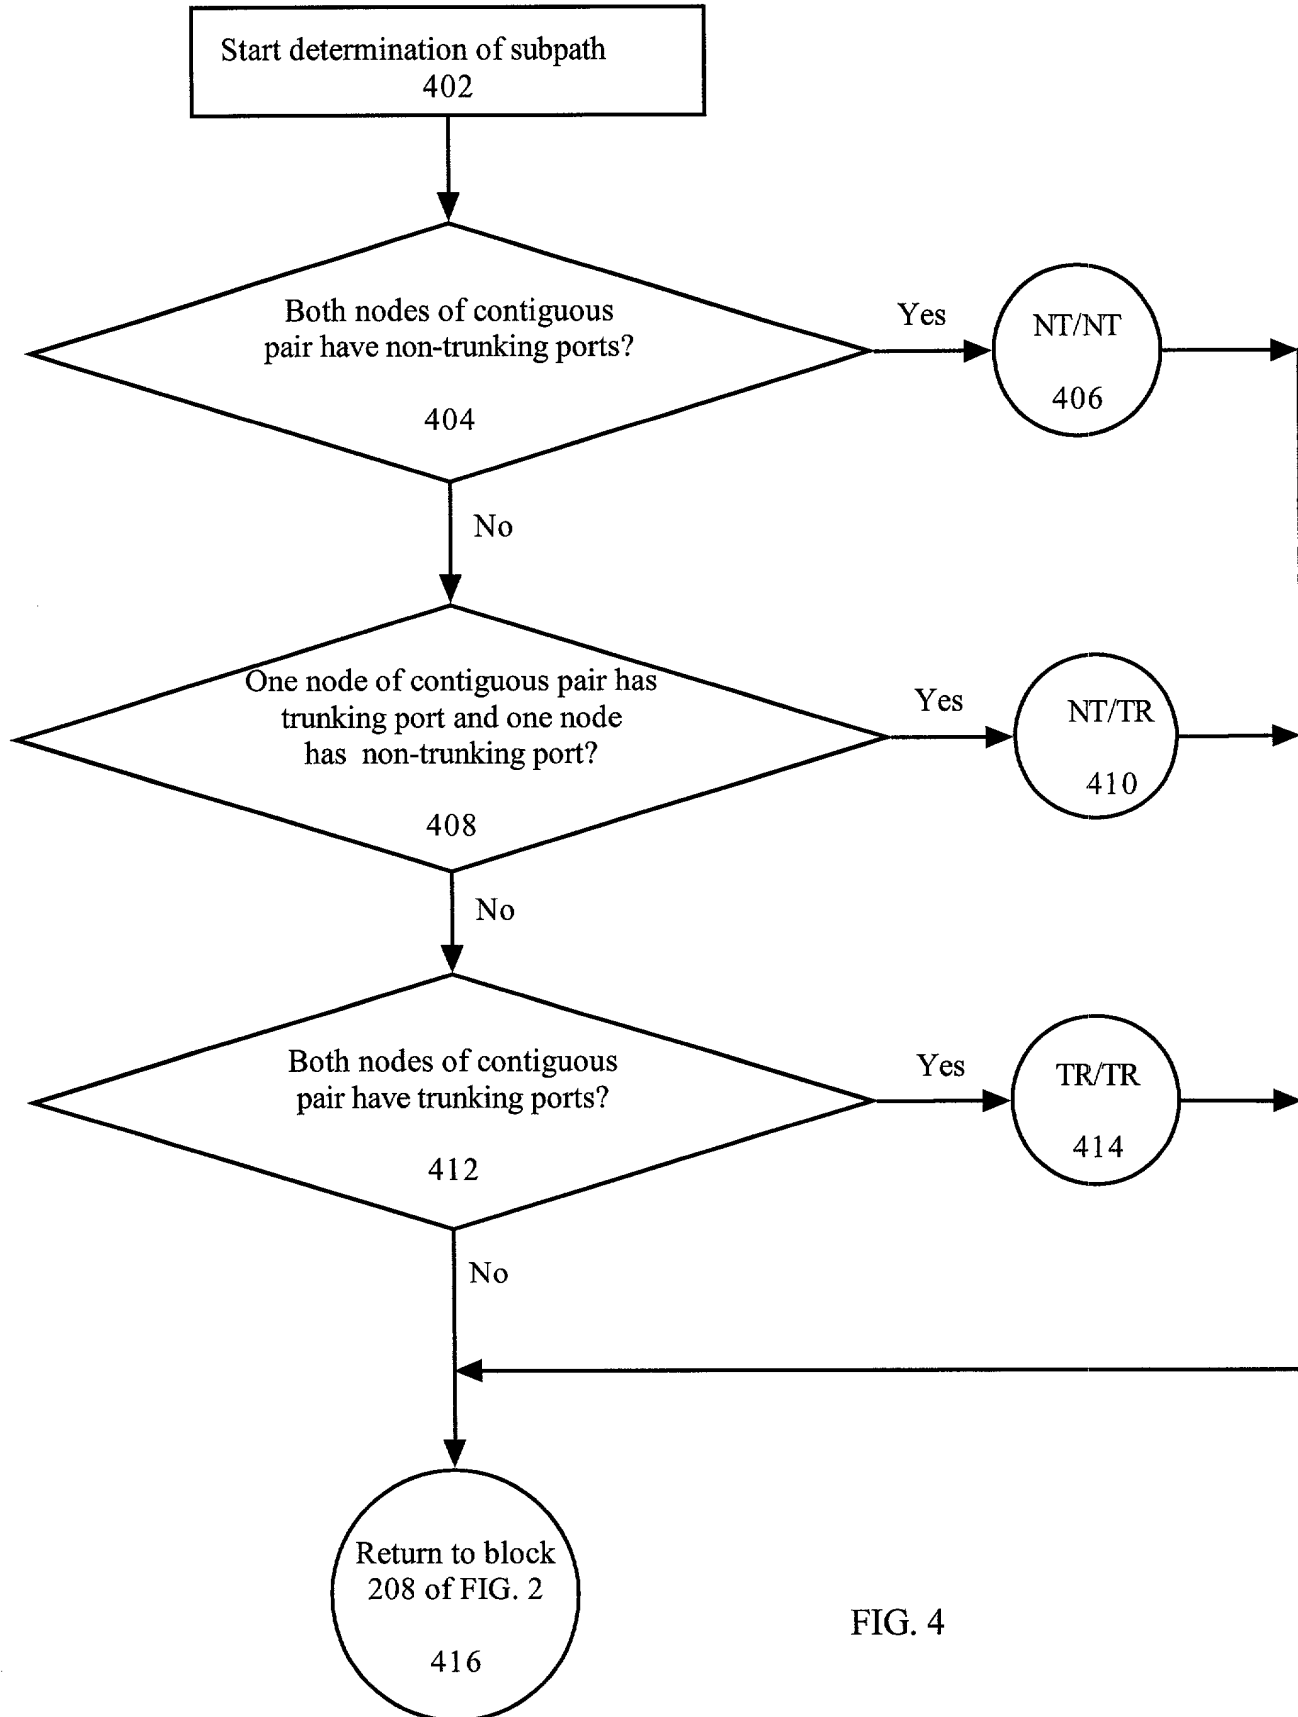 Start determination of subpath
402
Both nodes of contiguous
pair have non-trunking ports?
404
Yes
NT/NT
406
No
One node of contiguous pair has
trunking port and one node
has non-trunking port?
408
Yes
NT/TR
410
No
Both nodes of contiguous
pair have trunking ports?
412
Yes
TR/TR
414
No
Return to block
208 of FIG. 2
416
FIG. 4